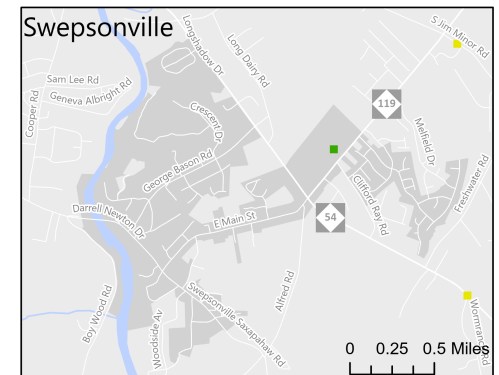 Swepsonville
S Jim Minor Rd
Longshadow Dr
Long Dairy Rd
Sam Lee Rd
Geneva Albright Rd
Cooper Rd
119
Crescent Dr
Melfield Dr
George Bason Rd
Freshwater Rd
Clifford Ray Rd
Darrell Newton Dr
E Main St
54
Alfred Rd
Swepsonville Saxapahaw Rd
Boy Wood Rd
Woodside Av
0 0.25 0.5 Miles